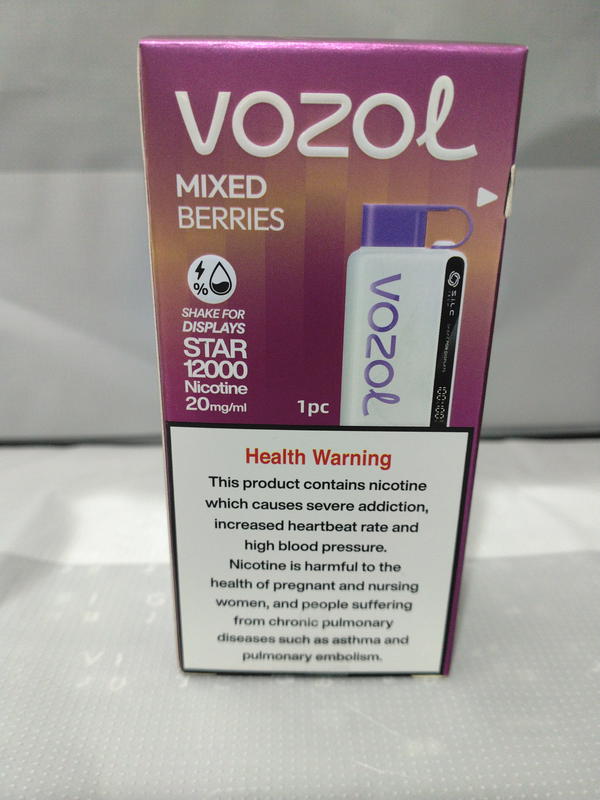 VOZOL
MIXED
BERRIES
%
SHAKE FOR
DISPLAYS
STAR
12000
Nicotine
20mg/ml
1pc
VOZOL
Health Warning
This product contains nicotine
which causes severe addiction,
increased heartbeat rate and
high blood pressure.
Nicotine is harmful to the
health of pregnant and nursing
women, and people suffering
from chronic pulmonary
diseases such as asthma and
pulmonary embolism.